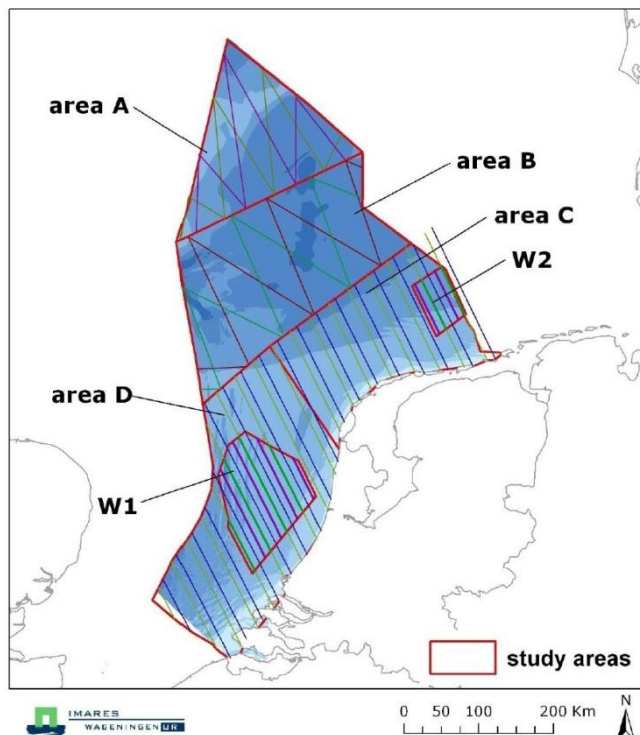 area A
area B
area C
W2
area D
W1
study areas
IMARES
WAGENINGEN UR
0 50 100 200 Km
N